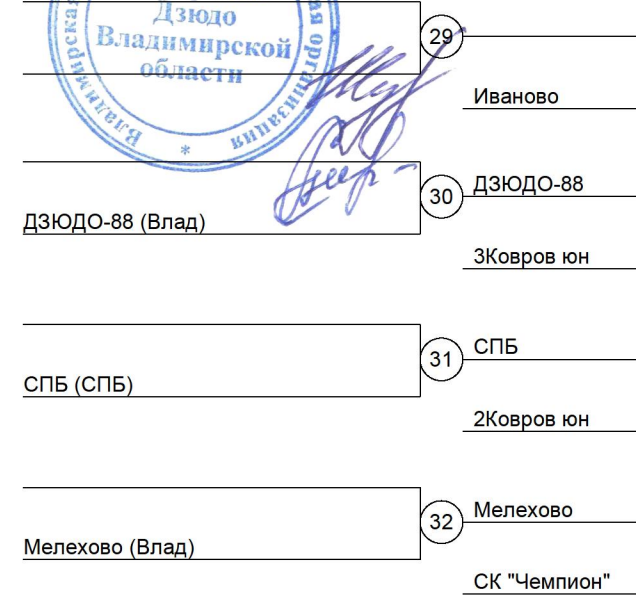 Дзюдо
Владимирской
области
*
29
Иваново
30
ДЗЮДО-88
ДЗЮДО-88 (Влад)
3Ковров юн
31
СПБ
СПБ (СПБ)
2Ковров юн
32
Мелехово
Мелехово (Влад)
СК "Чемпион"